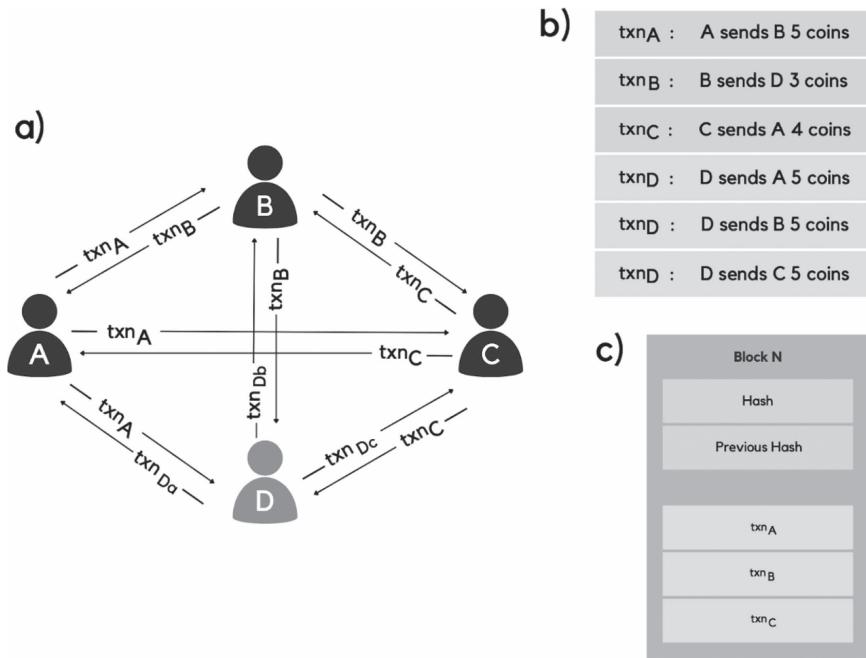 a)
B
txnA
txnB
txnB
txnC
txnB
A
txnA
txnC
C
txnDb
txnA
txnDa
txnDc
txnC
D
b)
txnA : A sends B 5 coins
txnB : B sends D 3 coins
txnC : C sends A 4 coins
txnD : D sends A 5 coins
txnD : D sends B 5 coins
txnD : D sends C 5 coins
c)
Block N
Hash
Previous Hash
txnA
txnB
txnC